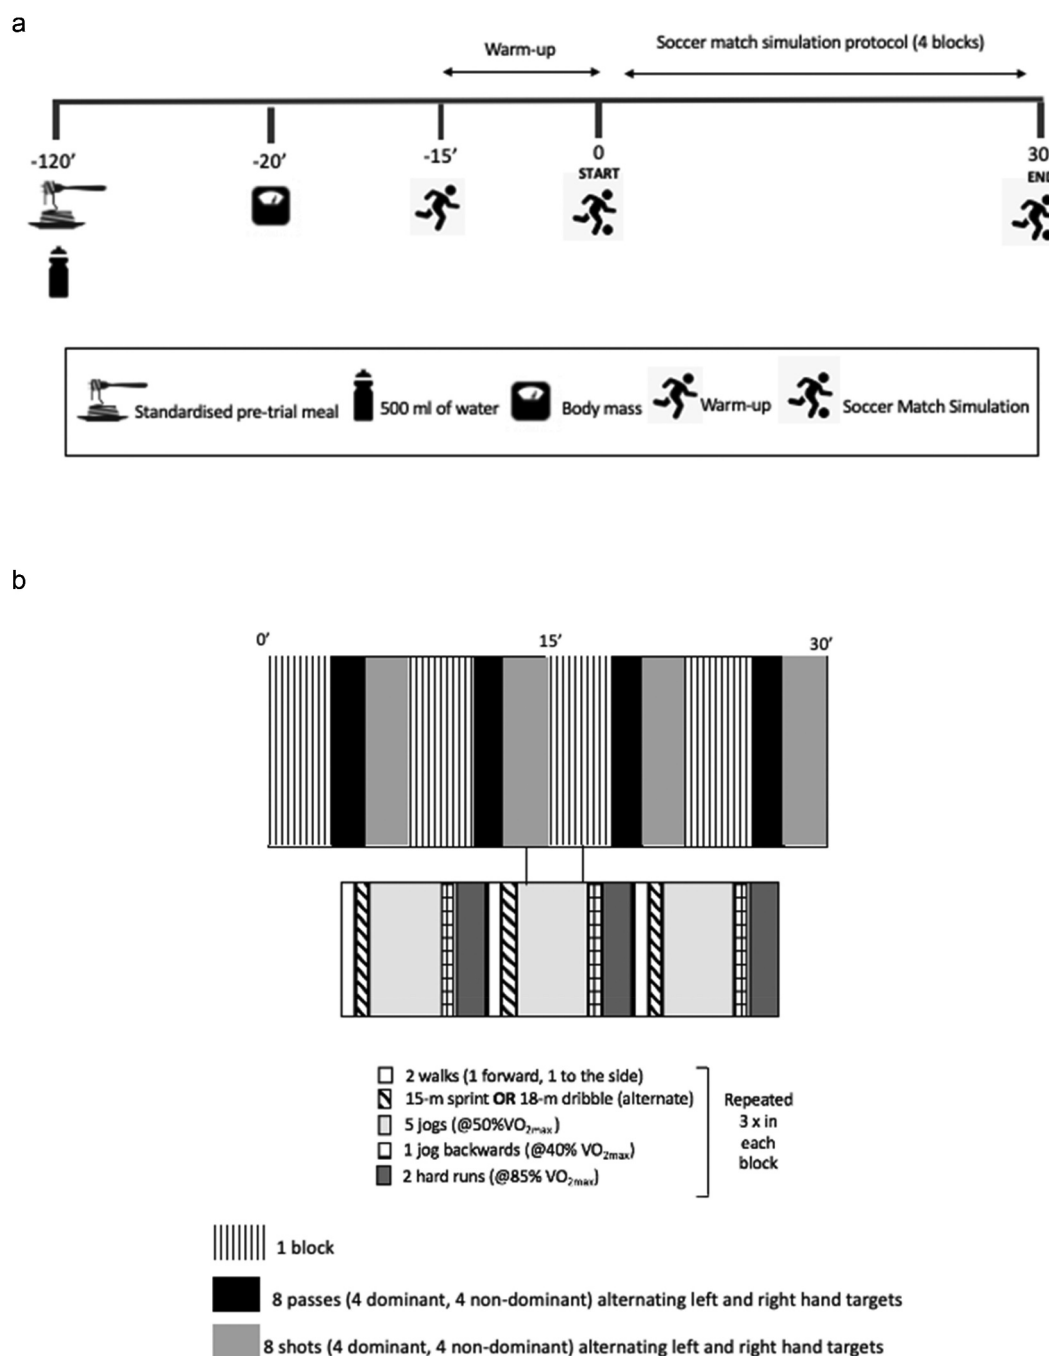 a
Warm-up
Soccer match simulation protocol (4 blocks)
-120’
-20’
-15’
0
START
30
END
Standardised pre-trial meal
500 ml of water
Body mass
Warm-up
Soccer Match Simulation
b
0’
15’
30’
2 walks (1 forward, 1 to the side)
15-m sprint OR 18-m dribble (alternate)
5 jogs (@50%VO2max)
1 jog backwards (@40% VO2max)
2 hard runs (@85% VO2max)
Repeated
3 x in
each
block
1 block
8 passes (4 dominant, 4 non-dominant) alternating left and right hand targets
8 shots (4 dominant, 4 non-dominant) alternating left and right hand targets